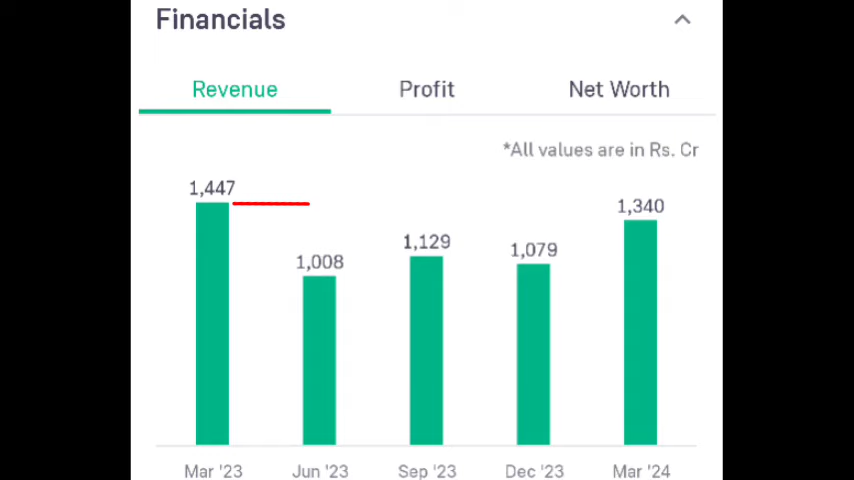 Financials
Revenue Profit Net Worth
*All values are in Rs. Cr
1,447 1,008 1,129 1,079 1,340
Mar '23 Jun '23 Sep '23 Dec '23 Mar '24